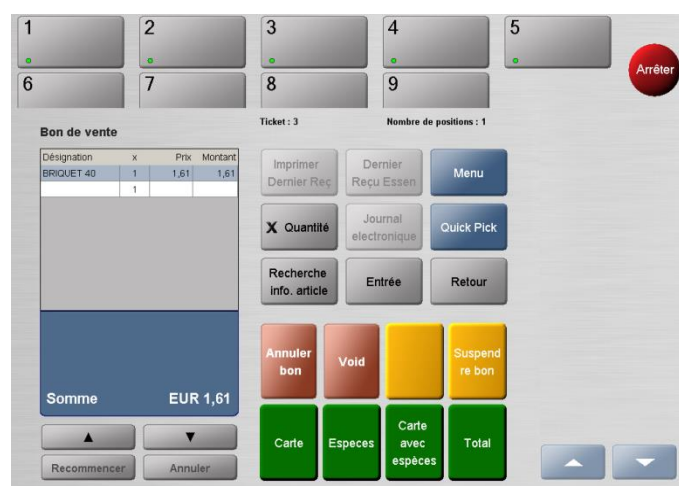 1 2 3 4 5
Arrêter
6 7 8 9
Ticket : 3 Nombre de positions : 1
Bon de vente
Désignation x Prix Montant
BRIQUET 40 1 1,61 1,61
1
Imprimer
Dernier Reç
Dernier
Reçu Essen
Menu
X Quantité
Journal
electronique
Quick Pick
Recherche
info. article
Entrée
Retour
Annuler
bon
Void
Suspend
re bon
Somme EUR 1,61
Carte
Especes
Carte
avec
espèces
Total
▲ ▼
Recommencer Annuler